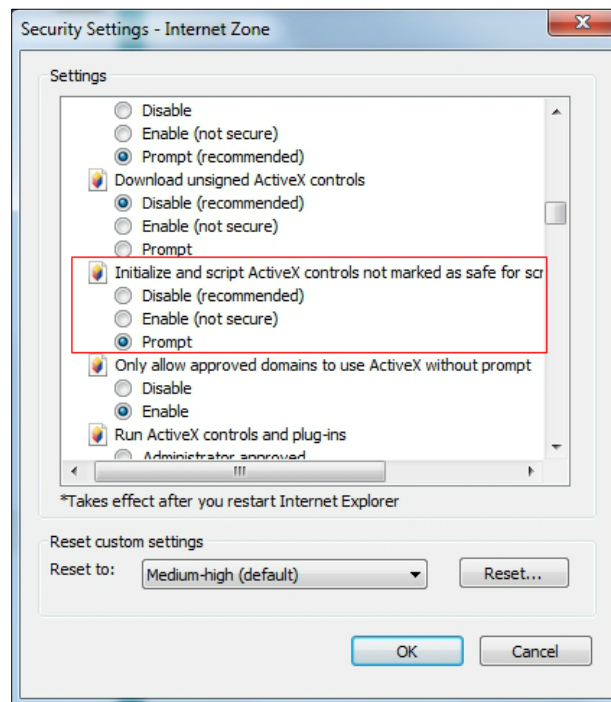 Security Settings - Internet Zone
Settings
Disable
Enable (not secure)
Prompt (recommended)
Download unsigned ActiveX controls
Disable (recommended)
Enable (not secure)
Prompt
Initialize and script ActiveX controls not marked as safe for scr
Disable (recommended)
Enable (not secure)
Prompt
Only allow approved domains to use ActiveX without prompt
Disable
Enable
Run ActiveX controls and plug-ins
Administrator approved
*Takes effect after you restart Internet Explorer
Reset custom settings
Reset to: Medium-high (default) Reset...
OK Cancel